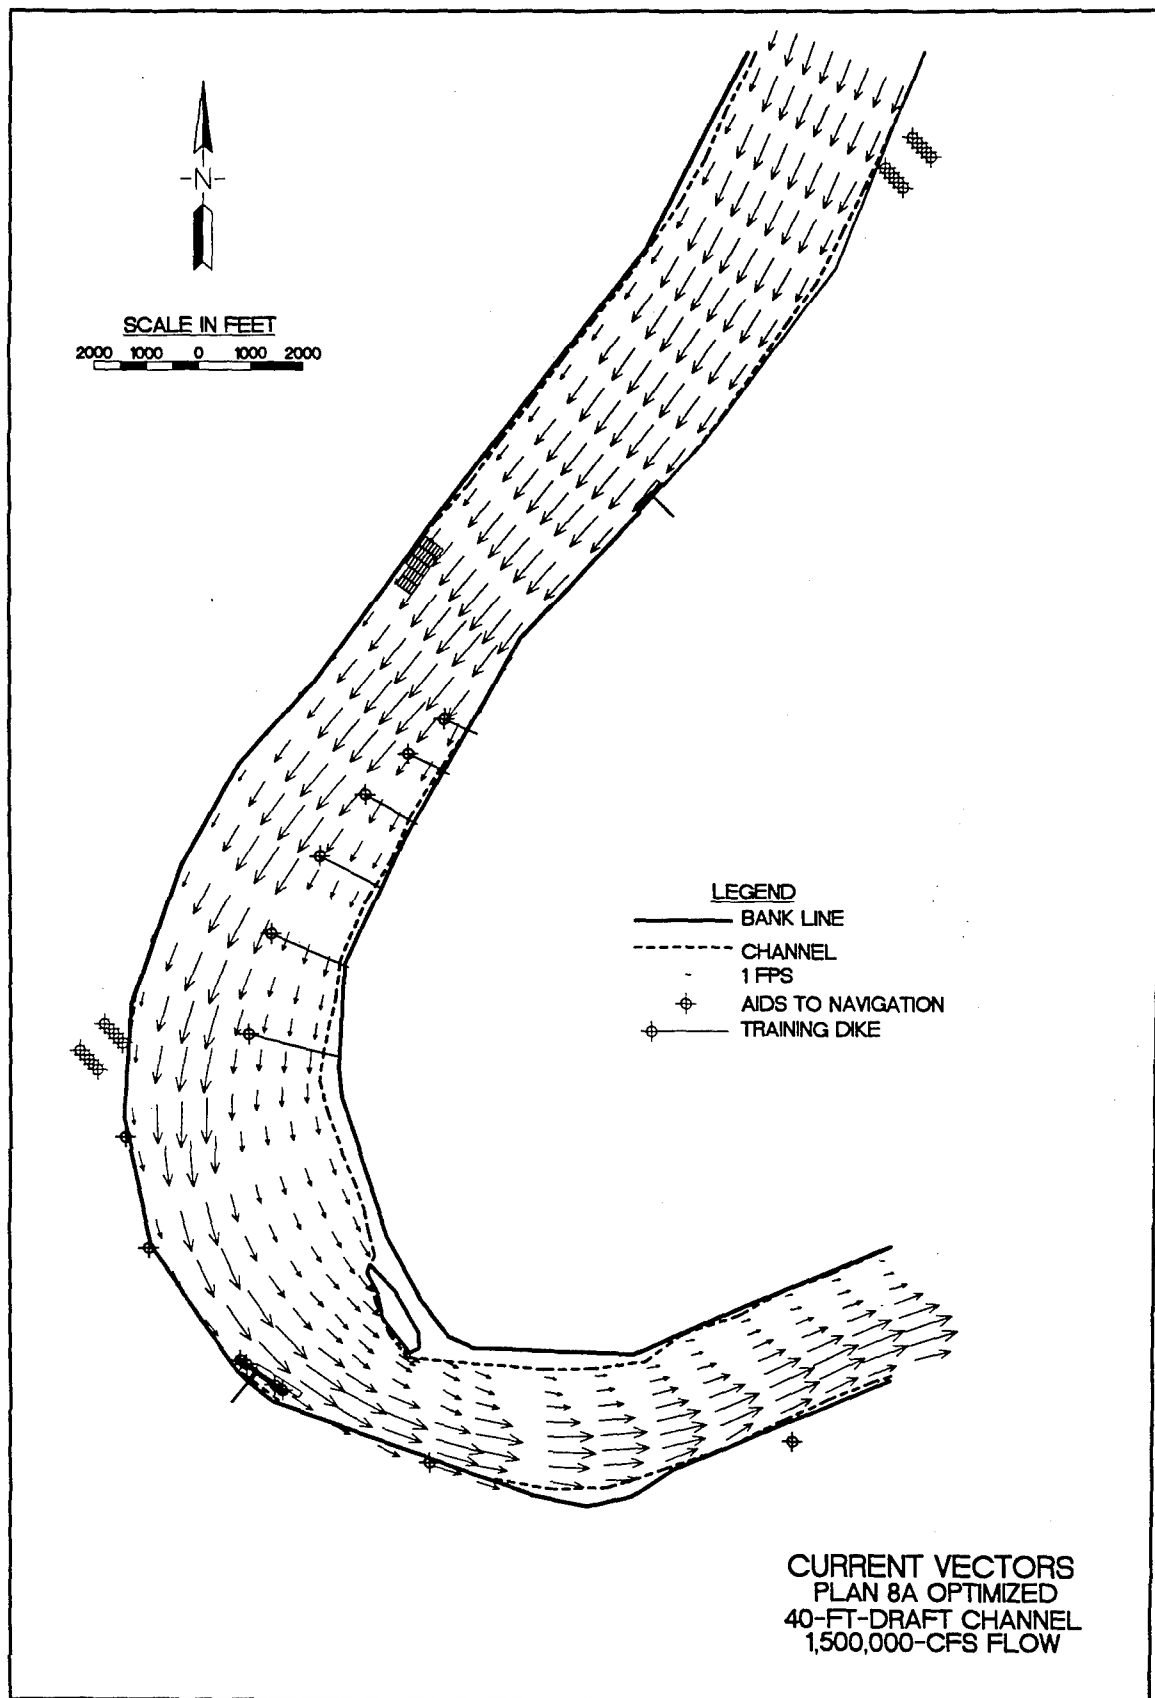 N
SCALE IN FEET
2000 1000 0 1000 2000
LEGEND
BANK LINE
CHANNEL
1 FPS
AIDS TO NAVIGATION
TRAINING DIKE
CURRENT VECTORS
PLAN 8A OPTIMIZED
40-FT-DRAFT CHANNEL
1,500,000-CFS FLOW